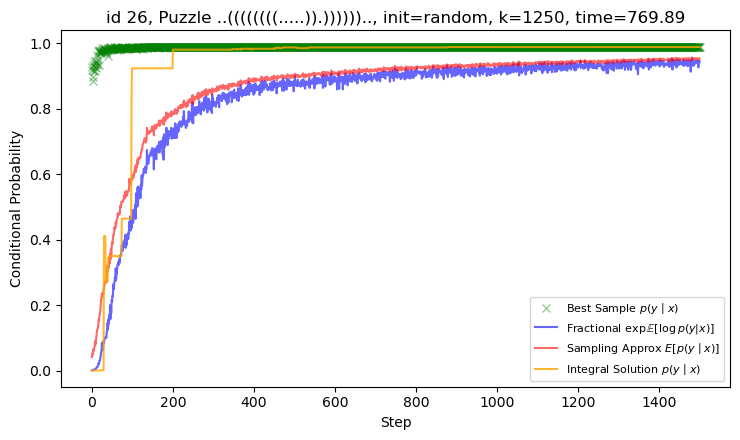 id 26, Puzzle ..((((((((.....)).)))))).., init=random, k=1250, time=769.89
Conditional Probability
1.0
0.8
0.6
0.4
0.2
0.0
Best Sample p(y | x)
Fractional exp𝔼[log p(y|x)]
Sampling Approx E[p(y | x)]
Integral Solution p(y | x)
0 200 400 600 800 1000 1200 1400
Step